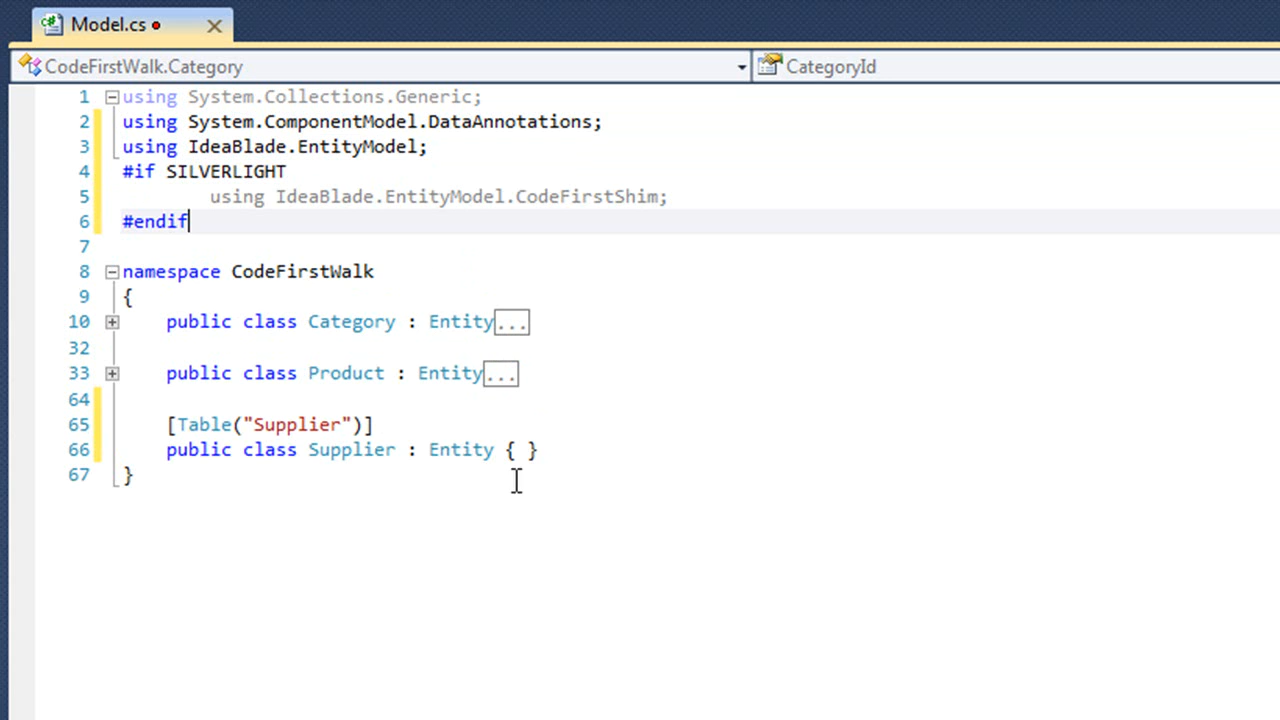 Model.cs
CodeFirstWalk.Category CategoryId
1 using System.Collections.Generic;
2 using System.ComponentModel.DataAnnotations;
3 using IdeaBlade.EntityModel;
4 #if SILVERLIGHT
5 using IdeaBlade.EntityModel.CodeFirstShim;
6 #endif
7
8 namespace CodeFirstWalk
9 {
10 public class Category : Entity...
32
33 public class Product : Entity...
64
65 [Table("Supplier")]
66 public class Supplier : Entity { }
67 }